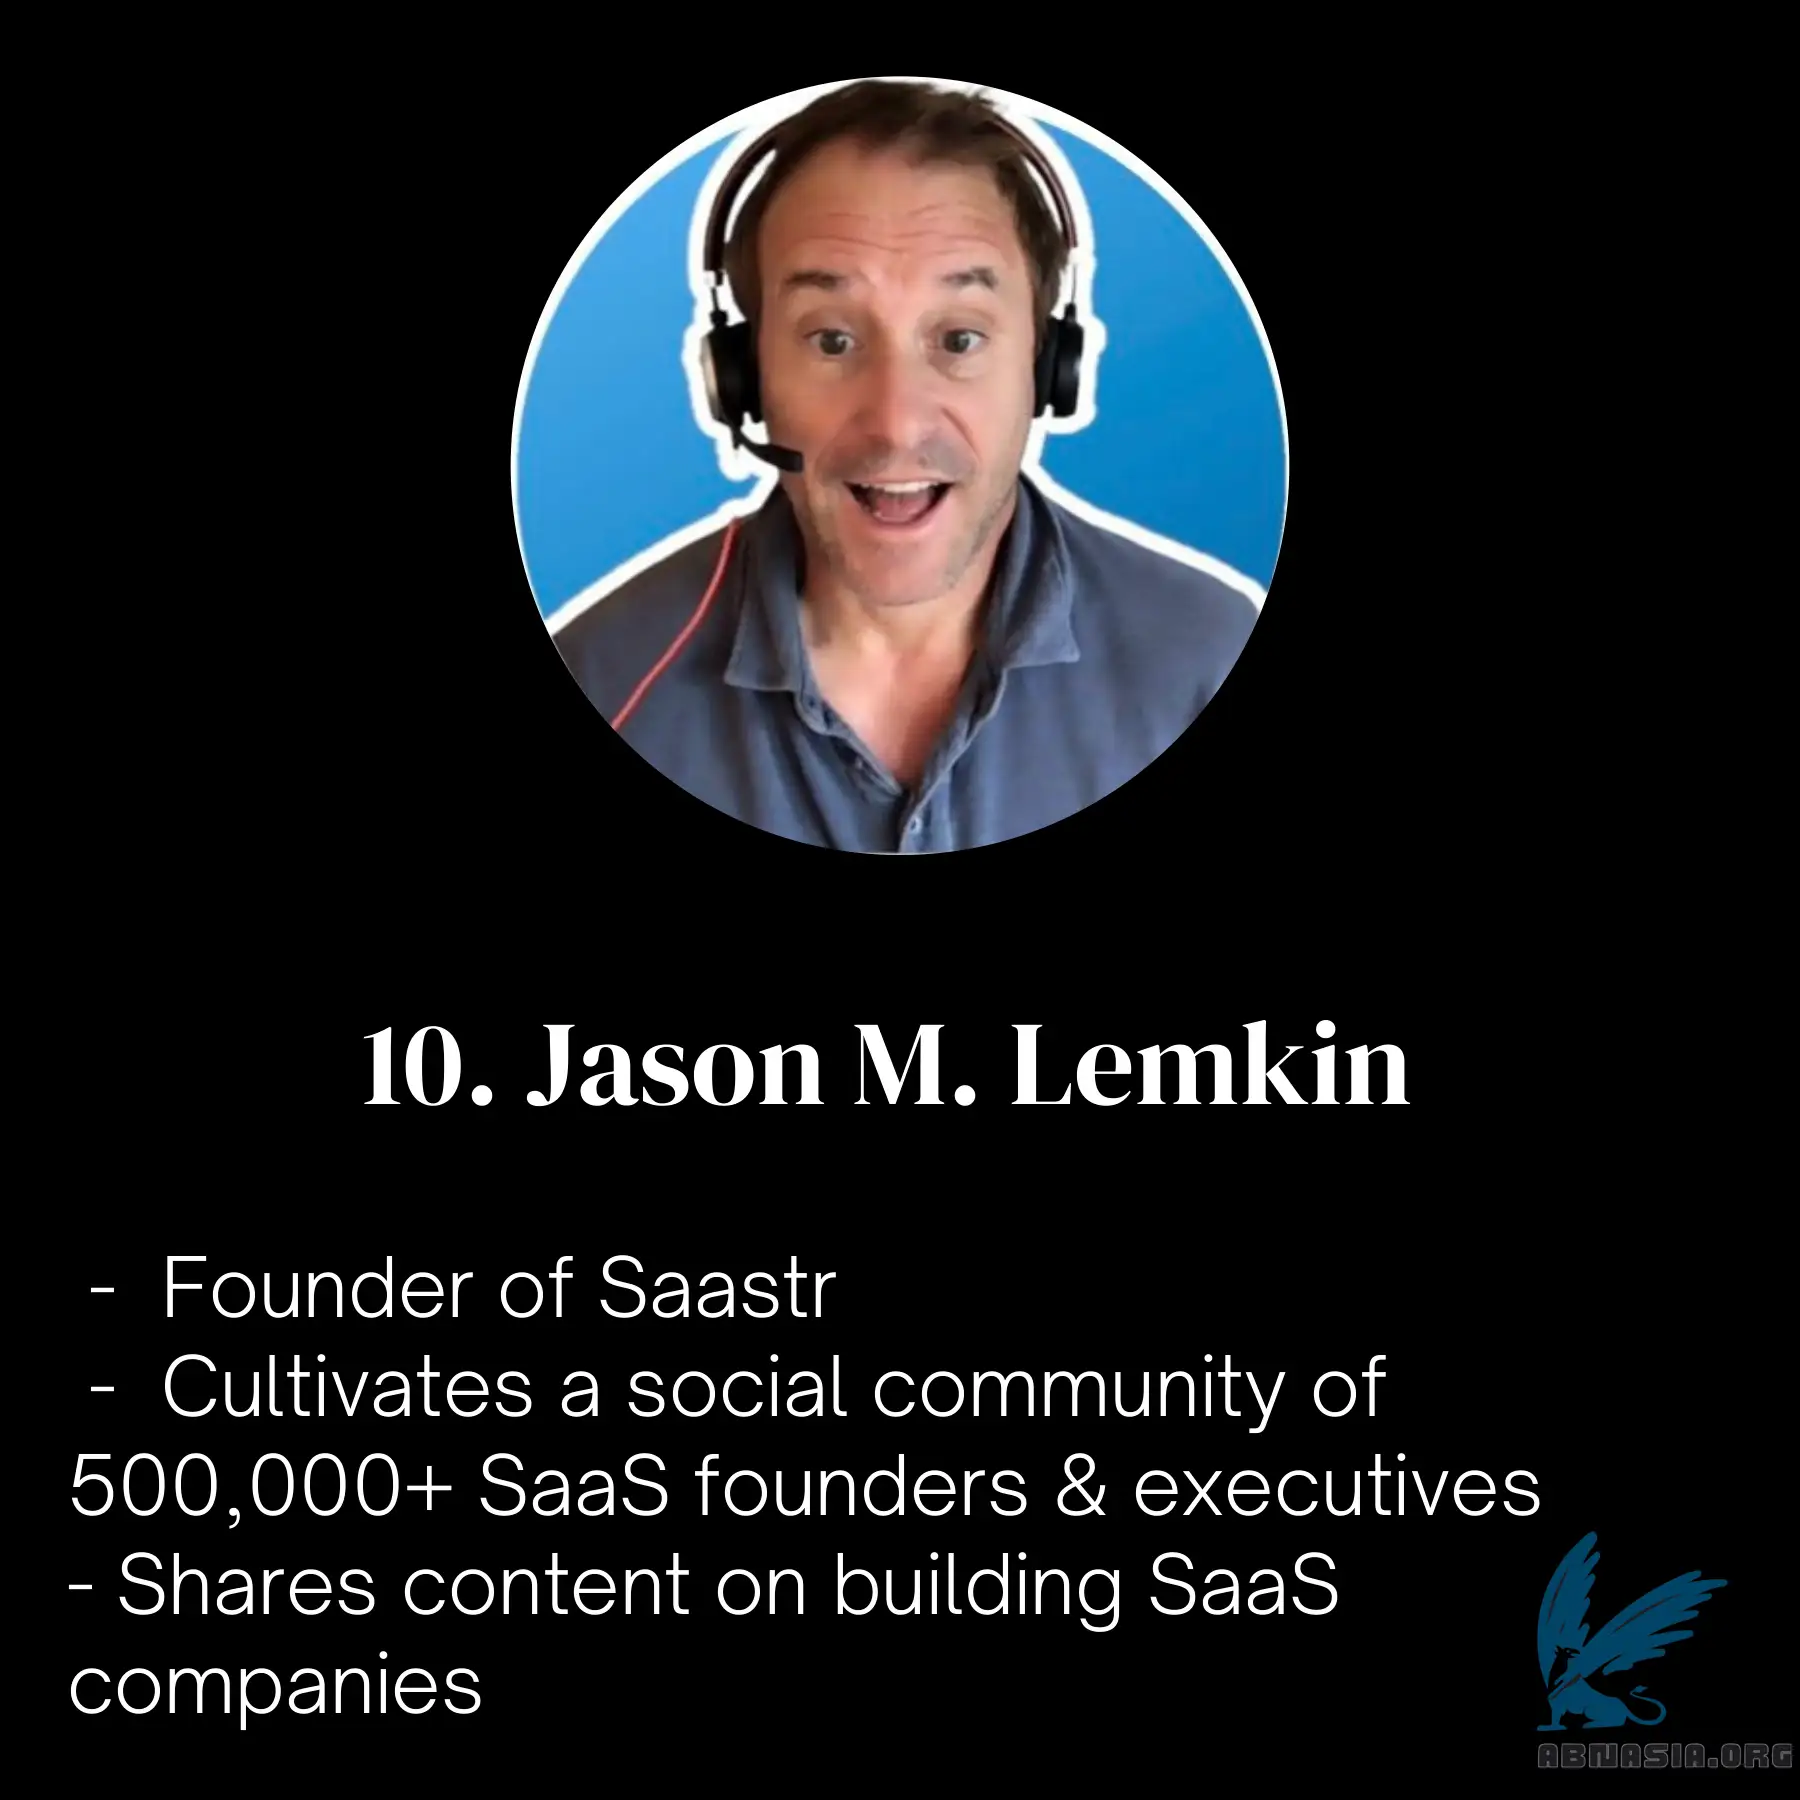 10. Jason M. Lemkin
- Founder of Saastr
- Cultivates a social community of
500,000+ SaaS founders & executives
- Shares content on building SaaS
companies
ABNASIA.ORG